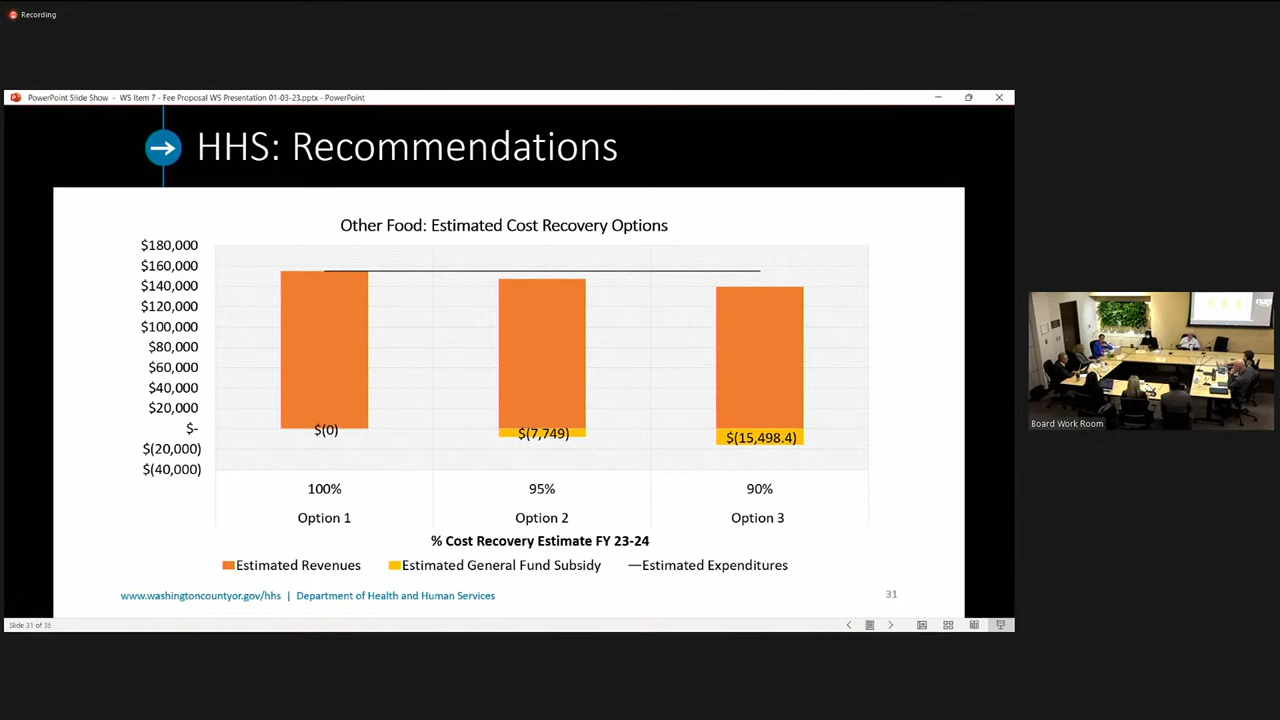 Recording
PowerPoint Slide Show - WS Item 7 - Fee Proposal WS Presentation 01-03-23.pptx - PowerPoint
HHS: Recommendations
Other Food: Estimated Cost Recovery Options
$180,000
$160,000
$140,000
$120,000
$100,000
$80,000
$60,000
$40,000
$20,000
$-
$(20,000)
$(40,000)
$(0)
$(7,749)
$(15,498.4)
100%
95%
90%
Option 1
Option 2
Option 3
% Cost Recovery Estimate FY 23-24
Estimated Revenues
Estimated General Fund Subsidy
Estimated Expenditures
www.washingtoncountyor.gov/hhs | Department of Health and Human Services
31
Slide 31 of 35
Board Work Room